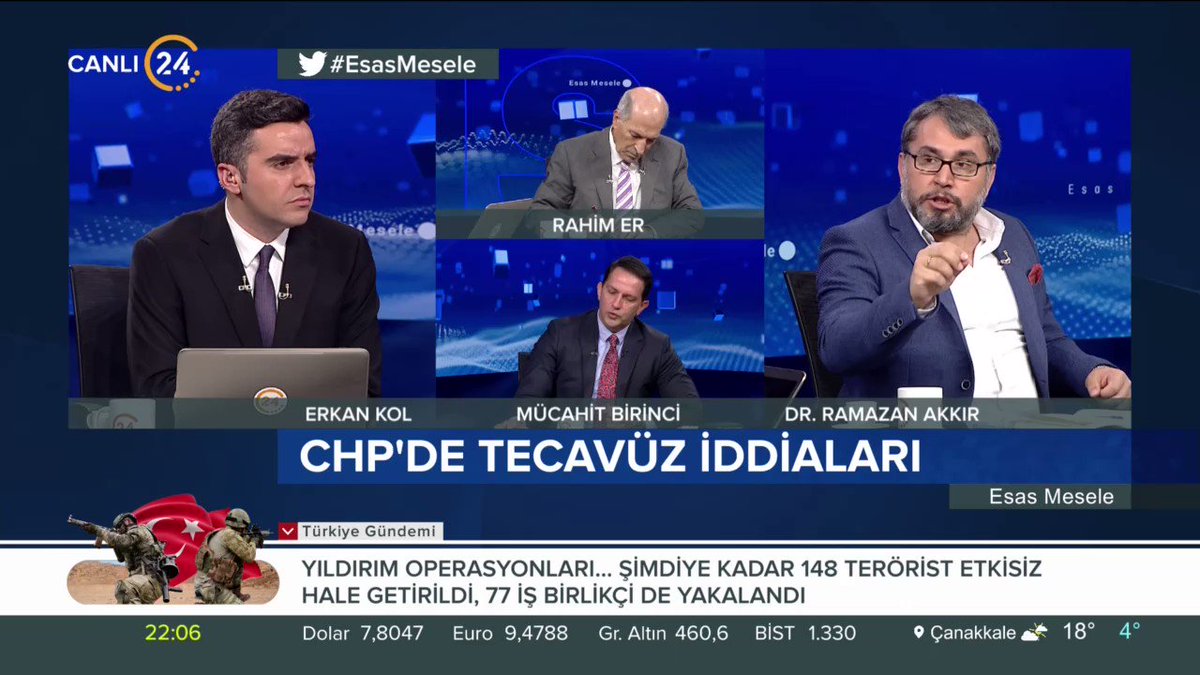 CANLI 24
#EsasMesele
Esas Mesele
Esas
Mesele
RAHİM ER
ERKAN KOL
24
MÜCAHİT BİRİNCİ
DR. RAMAZAN AKKIR
CHP'DE TECAVÜZ İDDİALARI
Esas Mesele
Türkiye Gündemi
YILDIRIM OPERASYONLARI... ŞİMDİYE KADAR 148 TERÖRİST ETKİSİZ
HALE GETİRİLDİ, 77 İŞ BİRLİKÇİ DE YAKALANDI
22:06 Dolar 7,8047 Euro 9,4788 Gr. Altın 460,6 BİST 1.330 Çanakkale 18° 4°